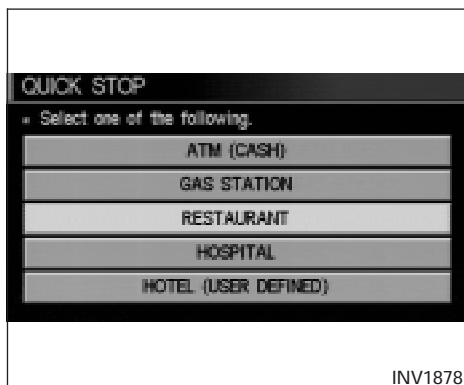 QUICK STOP
Select one of the following.
ATM (CASH)
GAS STATION
RESTAURANT
HOSPITAL
HOTEL (USER DEFINED)
INV1878